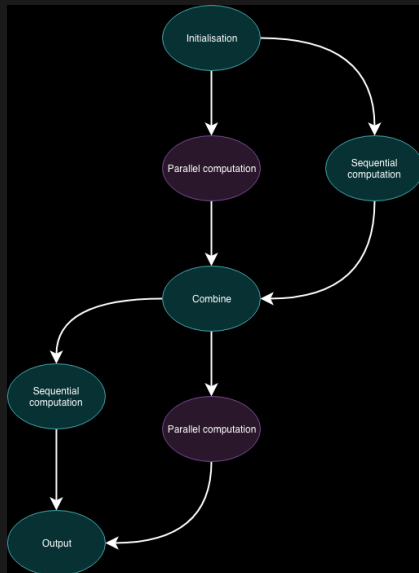 Initialisation
Parallel computation
Sequential
computation
Combine
Sequential
computation
Parallel computation
Output